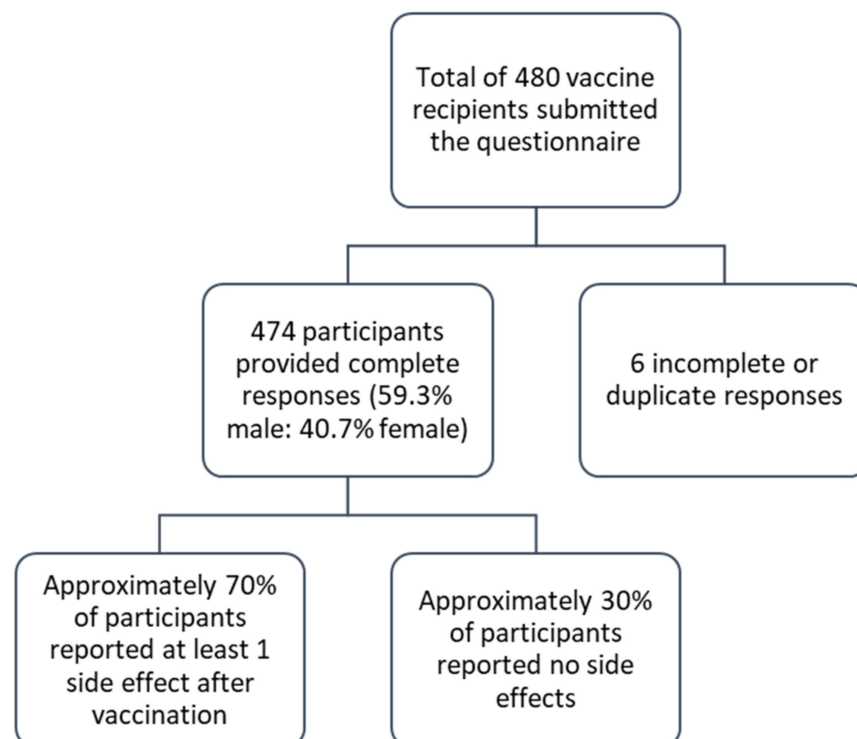 Total of 480 vaccine
recipients submitted
the questionnaire
474 participants
provided complete
responses (59.3%
male: 40.7% female)
6 incomplete or
duplicate responses
Approximately 70%
of participants
reported at least 1
side effect after
vaccination
Approximately 30%
of participants
reported no side
effects